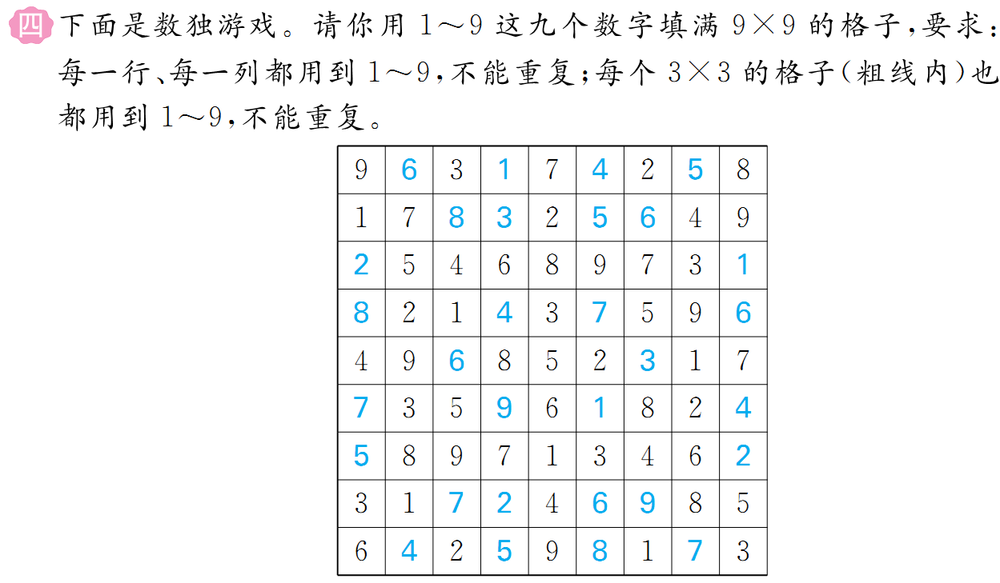 四 下面是数独游戏。请你用 1～9 这九个数字填满 9×9 的格子,要求:
每一行、每一列都用到 1～9,不能重复;每个 3×3 的格子(粗线内)也
都用到 1～9,不能重复。
9 6 3 1 7 4 2 5 8
1 7 8 3 2 5 6 4 9
2 5 4 6 8 9 7 3 1
8 2 1 4 3 7 5 9 6
4 9 6 8 5 2 3 1 7
7 3 5 9 6 1 8 2 4
5 8 9 7 1 3 4 6 2
3 1 7 2 4 6 9 8 5
6 4 2 5 9 8 1 7 3